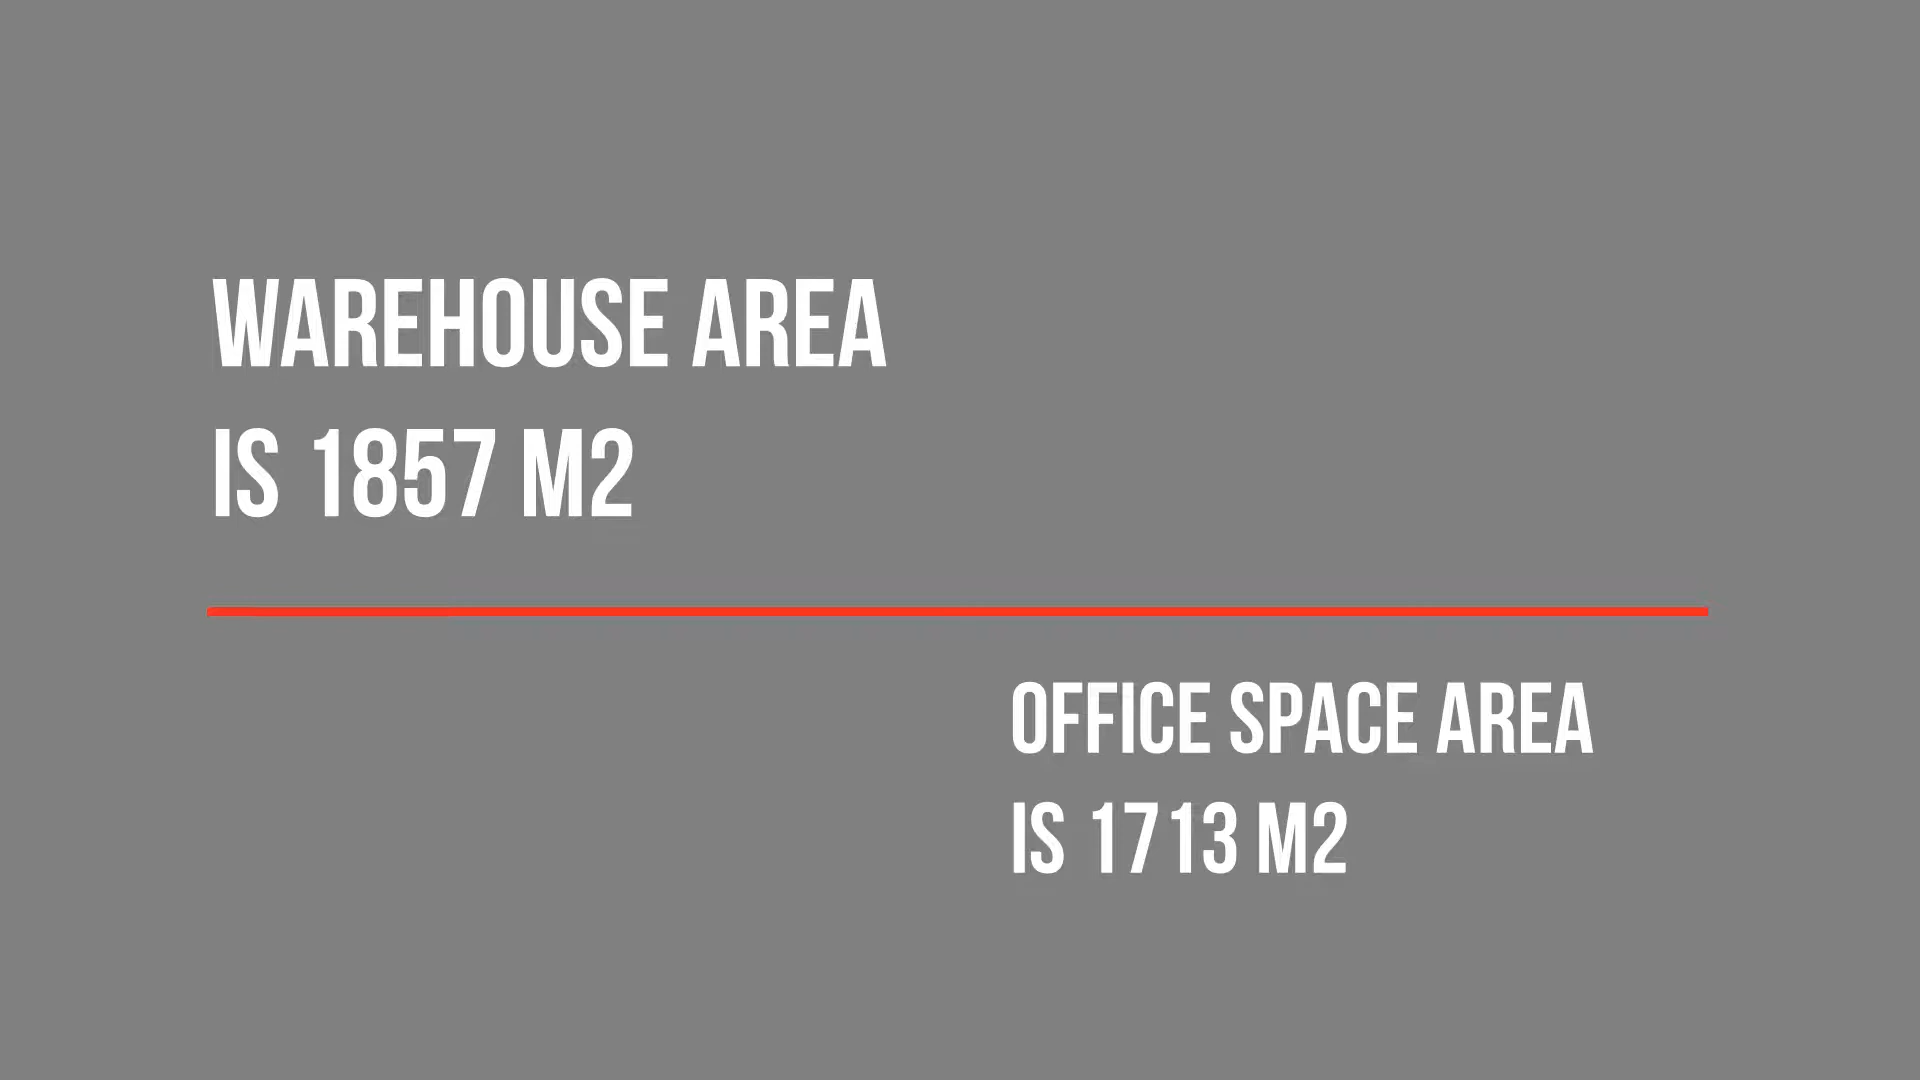 WAREHOUSE AREA
IS 1857 M2
OFFICE SPACE AREA
IS 1713 M2